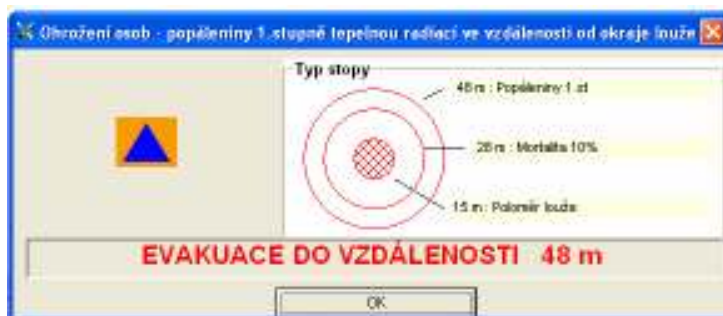 Ohrožení osob - popáleniny 1.stupně tepelnou radiací ve vzdálenosti od okraje louže
Typ stopy
48 m : Popáleniny 1.st
28 m : Mortalita 10%
15 m : Poloměr louže
EVAKUACE DO VZDÁLENOSTI 48 m
OK